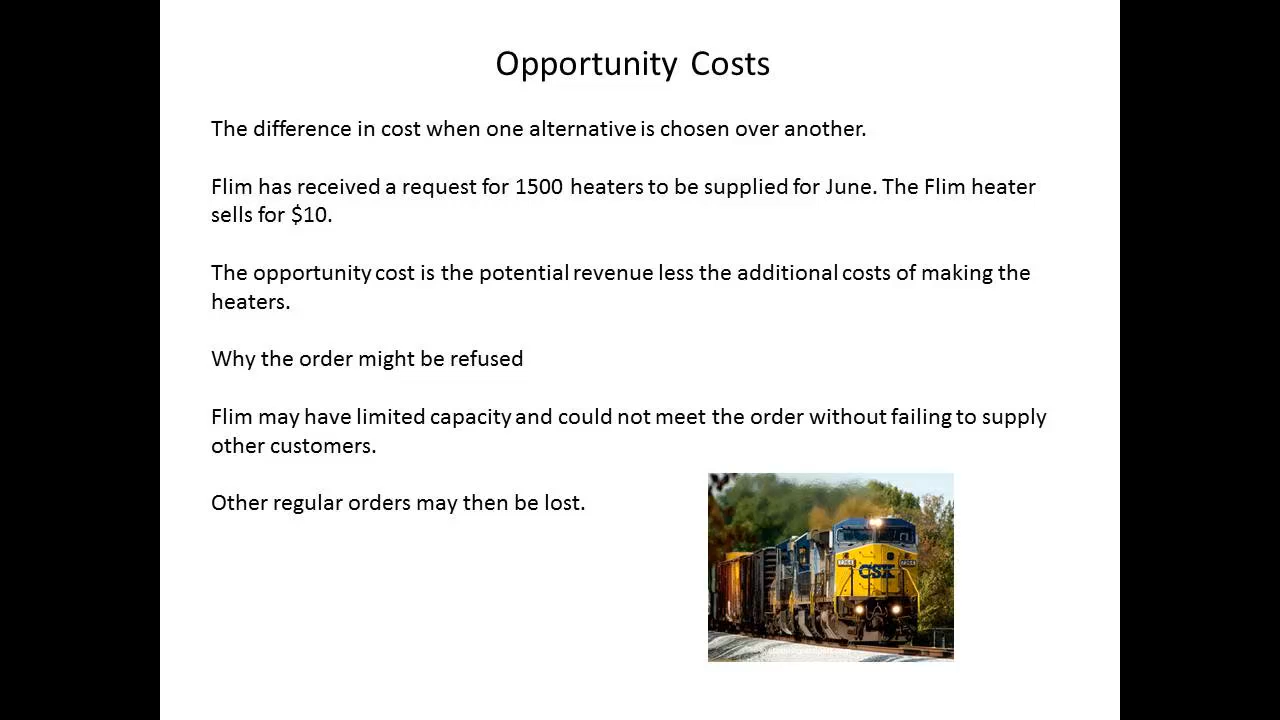 Opportunity Costs
The difference in cost when one alternative is chosen over another.
Flim has received a request for 1500 heaters to be supplied for June. The Flim heater
sells for $10.
The opportunity cost is the potential revenue less the additional costs of making the
heaters.
Why the order might be refused
Flim may have limited capacity and could not meet the order without failing to supply
other customers.
Other regular orders may then be lost.
CSX